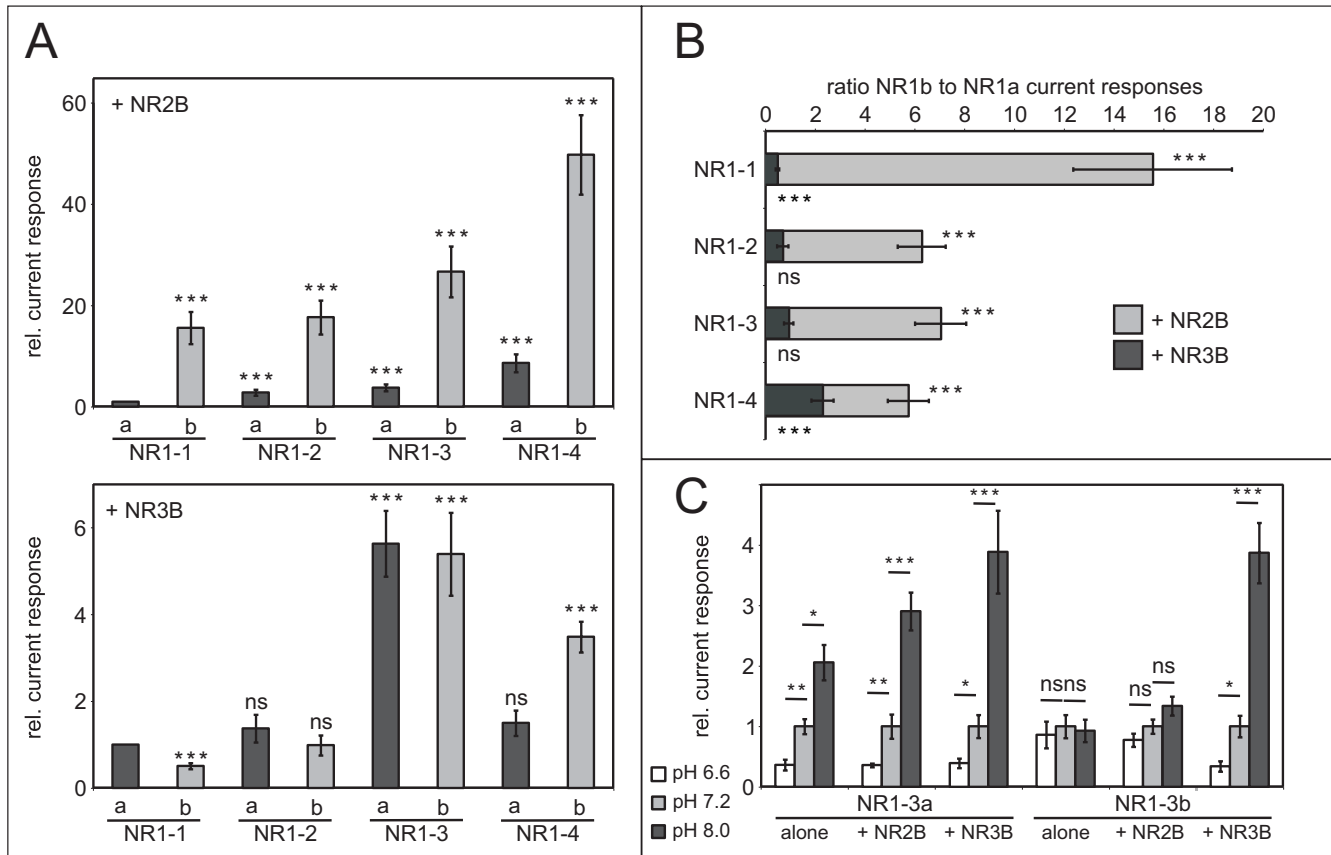 A
+ NR2B
rel. current response
60
40
20
0
***
***
***
***
***
***
***
a b a b a b a b
NR1-1 NR1-2 NR1-3 NR1-4
+ NR3B
rel. current response
6
4
2
0
***
ns
ns
***
***
ns
***
a b a b a b a b
NR1-1 NR1-2 NR1-3 NR1-4
B
ratio NR1b to NR1a current responses
0 2 4 6 8 10 12 14 16 18 20
NR1-1
***
***
NR1-2
***
ns
NR1-3
***
ns
NR1-4
***
***
+ NR2B
+ NR3B
C
rel. current response
4
3
2
1
0
**
*
**
***
*
***
ns
ns
ns
ns
*
***
pH 6.6
pH 7.2
pH 8.0
NR1-3a NR1-3b
alone + NR2B + NR3B alone + NR2B + NR3B